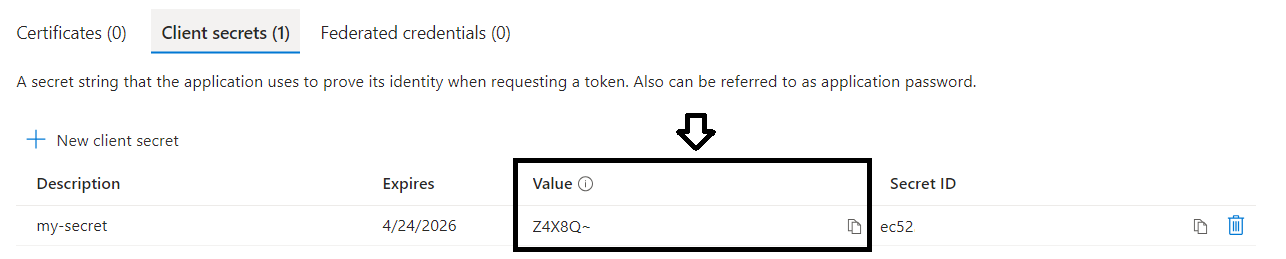 Certificates (0) Client secrets (1) Federated credentials (0)
A secret string that the application uses to prove its identity when requesting a token. Also can be referred to as application password.
New client secret
Description Expires Value Secret ID
my-secret 4/24/2026 Z4X8Q~ ec52